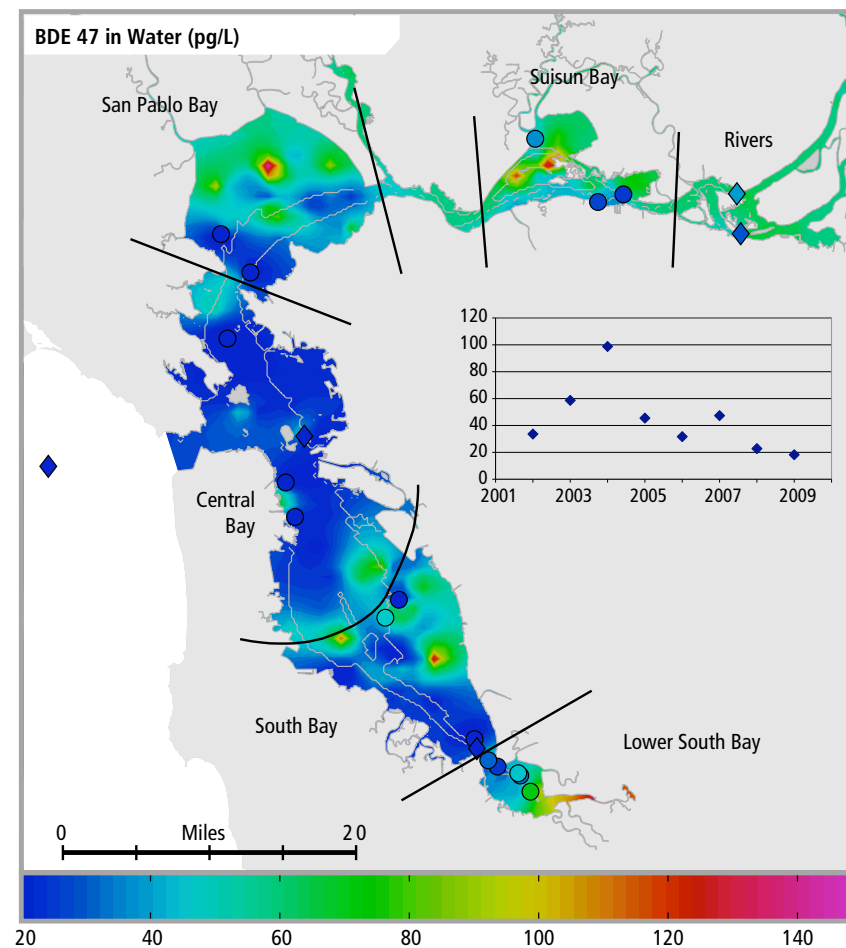 BDE 47 in Water (pg/L)
Suisun Bay
San Pablo Bay
Rivers
120
100
80
60
40
20
0
2001 2003 2005 2007 2009
Central
Bay
South Bay
Lower South Bay
0 Miles 20
20 40 60 80 100 120 140